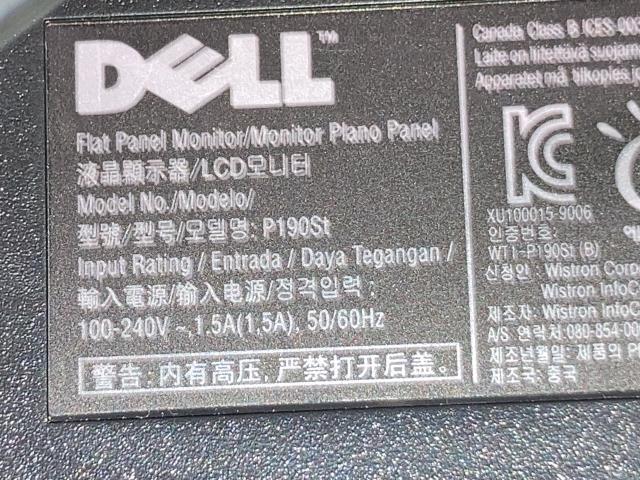 DELL™
Flat Panel Monitor/Monitor Plano Panel
液晶顯示器/LCD모니터
Model No./Modelo/
型號/型号/모델명: P190St
Input Rating / Entrada / Daya Tegangan /
輸入電源/输入电源/정격입력 :
100-240V ~,1.5A(1,5A), 50/60Hz
警告: 内有高压, 严禁打开后盖。
Canada Class B ICES-00
Laite on liitettävä suojam
Apparatet må tilkoples j
XU100015-9006
인증번호:
WT1-P190St (B)
신청인: Wistron Corp
Wistron InfoC
제조자: Wistron InfoC
A/S 연락처:080-854-00
제조년월일: 제품의 P
제조국: 중국